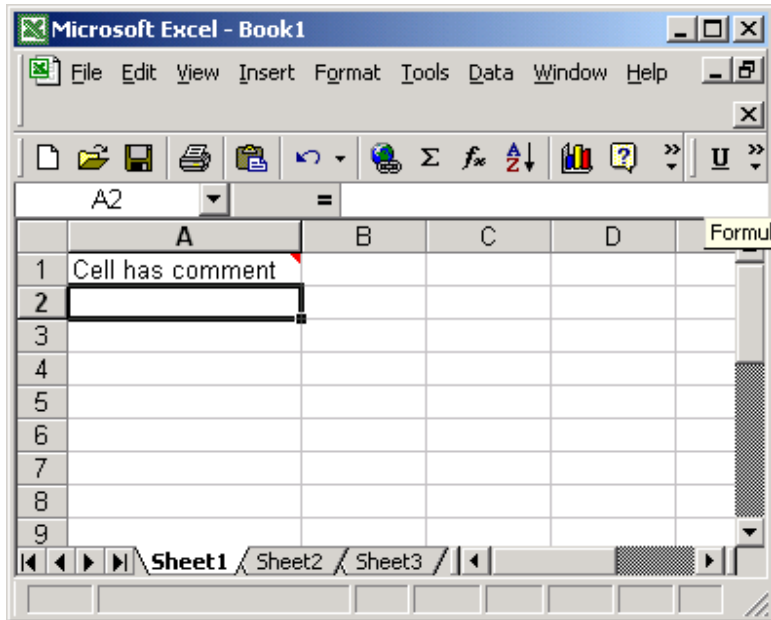 Microsoft Excel - Book1
File Edit View Insert Format Tools Data Window Help
Σ fx A Z ? » U »
A2 =
Formul
A B C D
1 Cell has comment
2
3
4
5
6
7
8
9
Sheet1 Sheet2 Sheet3